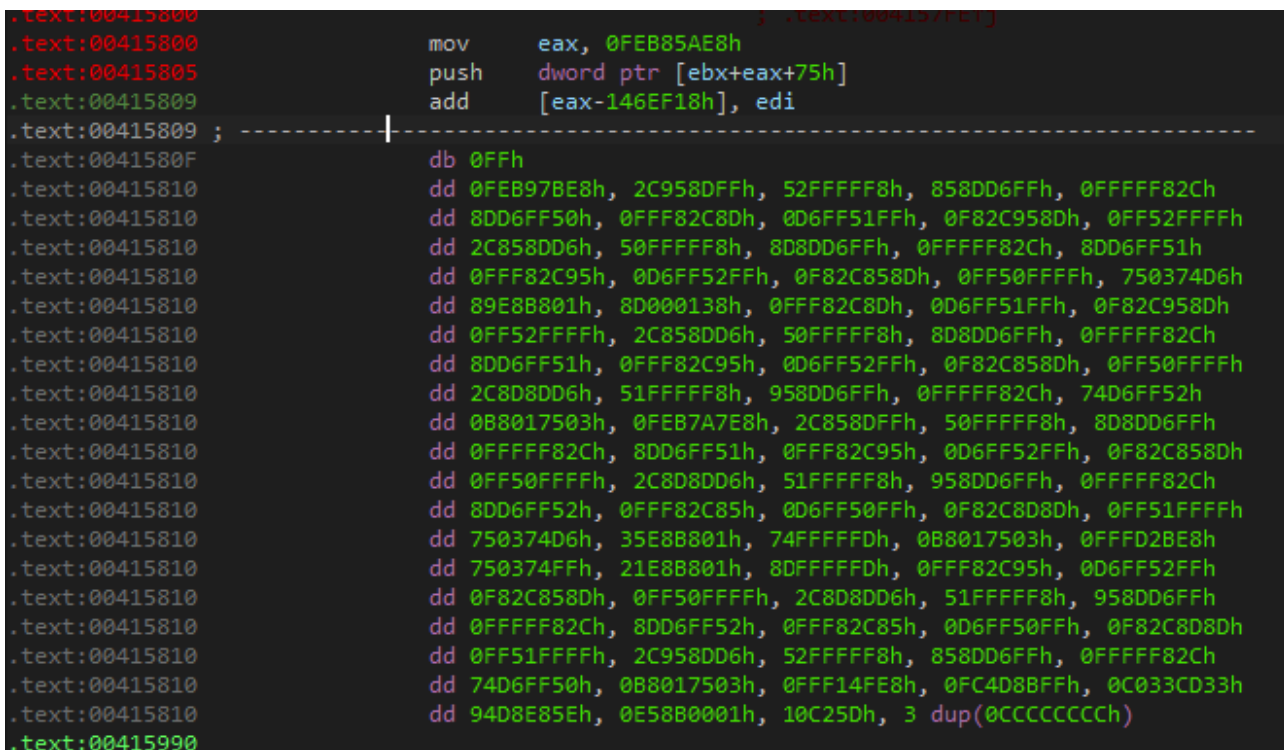 .text:00415800 ; .text:004157FE↑j
.text:00415800 mov eax, 0FEB85AE8h
.text:00415805 push dword ptr [ebx+eax+75h]
.text:00415809 add [eax-146EF18h], edi
.text:00415809 ; ---------------------------------------------------------------------------
.text:0041580F db 0FFh
.text:00415810 dd 0FEB97BE8h, 2C958DFFh, 52FFFFF8h, 858DD6FFh, 0FFFFF82Ch
.text:00415810 dd 8DD6FF50h, 0FFF82C8Dh, 0D6FF51FFh, 0F82C958Dh, 0FF52FFFFh
.text:00415810 dd 2C858DD6h, 50FFFFF8h, 8D8DD6FFh, 0FFFFF82Ch, 8DD6FF51h
.text:00415810 dd 0FFF82C95h, 0D6FF52FFh, 0F82C858Dh, 0FF50FFFFh, 750374D6h
.text:00415810 dd 89E8B801h, 8D000138h, 0FFF82C8Dh, 0D6FF51FFh, 0F82C958Dh
.text:00415810 dd 0FF52FFFFh, 2C858DD6h, 50FFFFF8h, 8D8DD6FFh, 0FFFFF82Ch
.text:00415810 dd 8DD6FF51h, 0FFF82C95h, 0D6FF52FFh, 0F82C858Dh, 0FF50FFFFh
.text:00415810 dd 2C8D8DD6h, 51FFFFF8h, 958DD6FFh, 0FFFFF82Ch, 74D6FF52h
.text:00415810 dd 0B8017503h, 0FEB7A7E8h, 2C858DFFh, 50FFFFF8h, 8D8DD6FFh
.text:00415810 dd 0FFFFF82Ch, 8DD6FF51h, 0FFF82C95h, 0D6FF52FFh, 0F82C858Dh
.text:00415810 dd 0FF50FFFFh, 2C8D8DD6h, 51FFFFF8h, 958DD6FFh, 0FFFFF82Ch
.text:00415810 dd 8DD6FF52h, 0FFF82C85h, 0D6FF50FFh, 0F82C8D8Dh, 0FF51FFFFh
.text:00415810 dd 750374D6h, 35E8B801h, 74FFFFFDh, 0B8017503h, 0FFFD2BE8h
.text:00415810 dd 750374FFh, 21E8B801h, 8DFFFFFDh, 0FFF82C95h, 0D6FF52FFh
.text:00415810 dd 0F82C858Dh, 0FF50FFFFh, 2C8D8DD6h, 51FFFFF8h, 958DD6FFh
.text:00415810 dd 0FFFFF82Ch, 8DD6FF52h, 0FFF82C85h, 0D6FF50FFh, 0F82C8D8Dh
.text:00415810 dd 0FF51FFFFh, 2C958DD6h, 52FFFFF8h, 858DD6FFh, 0FFFFF82Ch
.text:00415810 dd 74D6FF50h, 0B8017503h, 0FFF14FE8h, 0FC4D8BFFh, 0C033CD33h
.text:00415810 dd 94D8E85Eh, 0E58B0001h, 10C25Dh, 3 dup(0CCCCCCCCh)
.text:00415990